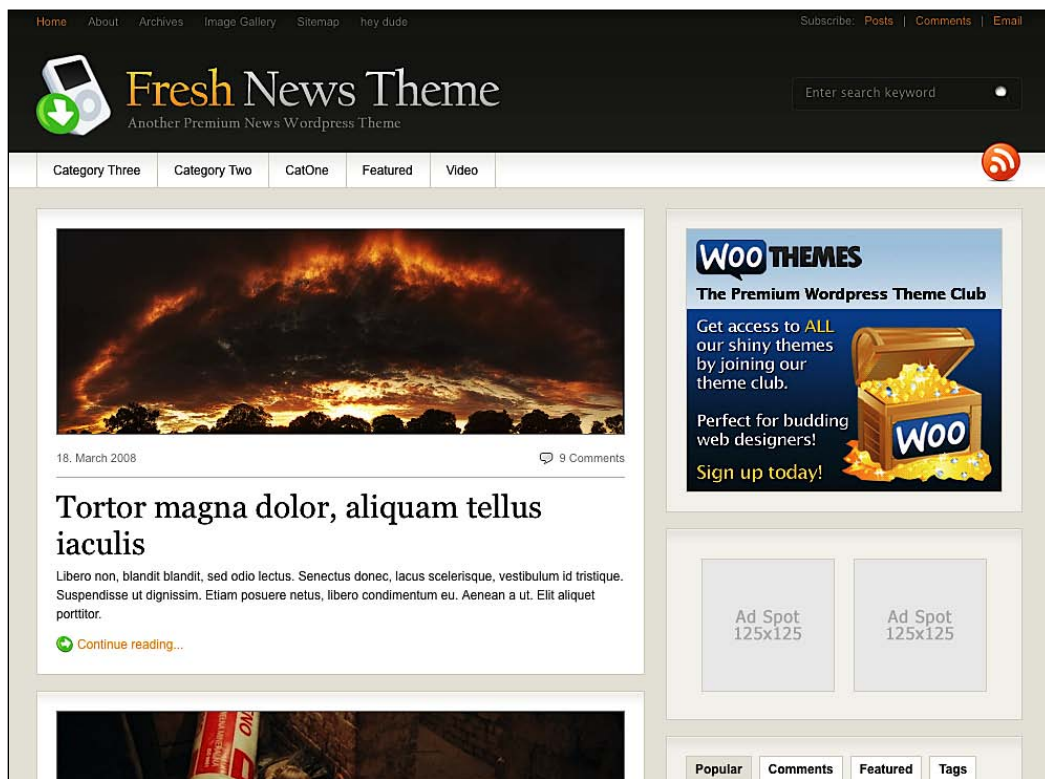 Home About Archives Image Gallery Sitemap hey dude
Subscribe: Posts | Comments | Email
Fresh News Theme
Another Premium News Wordpress Theme
Enter search keyword
Category Three Category Two CatOne Featured Video
18. March 2008
9 Comments
Tortor magna dolor, aliquam tellus
iaculis
Libero non, blandit blandit, sed odio lectus. Senectus donec, lacus scelerisque, vestibulum id tristique.
Suspendisse ut dignissim. Etiam posuere netus, libero condimentum eu. Aenean a ut. Elit aliquet
porttitor.
Continue reading...
WOO THEMES
The Premium Wordpress Theme Club
Get access to ALL
our shiny themes
by joining our
theme club.
Perfect for budding
web designers!
Sign up today!
WOO
Ad Spot
125x125
Ad Spot
125x125
Popular Comments Featured Tags